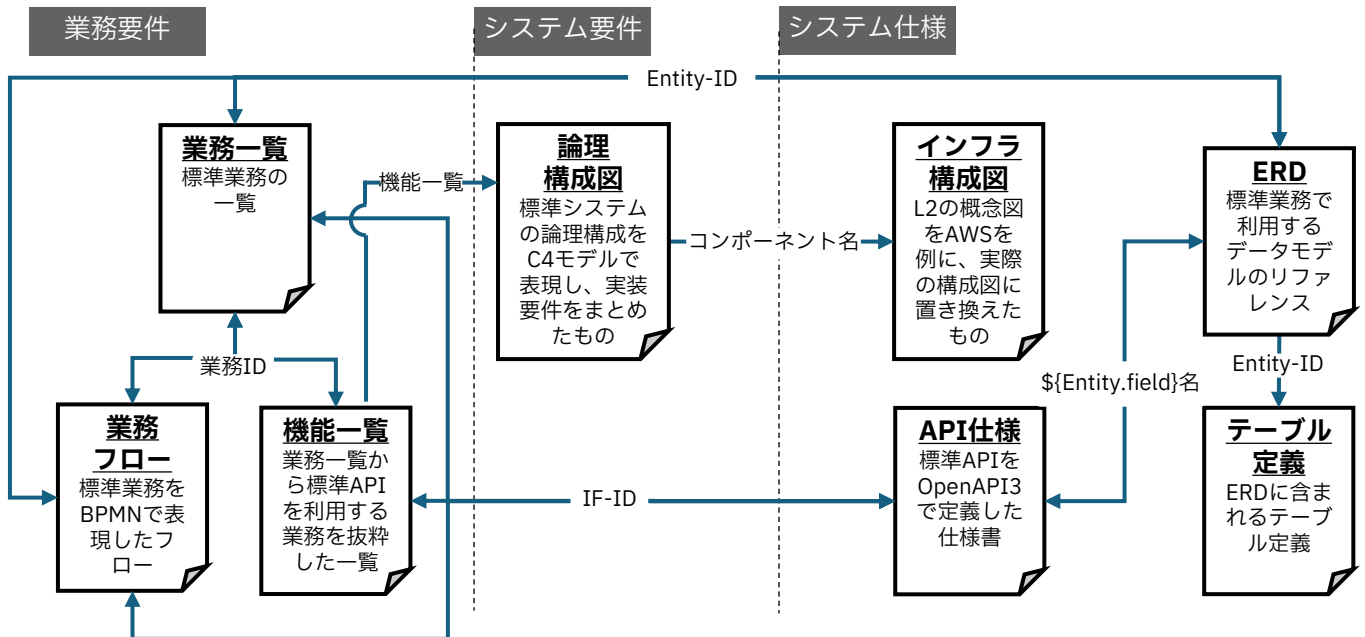 業務要件
システム要件
システム仕様
Entity-ID
業務一覧
標準業務の
一覧
機能一覧
論理
構成図
標準システム
の論理構成を
C4モデルで
表現し、実装
要件をまとめ
たもの
コンポーネント名
インフラ
構成図
L2の概念図
をAWSを
例に、実際
の構成図に
置き換えた
もの
ERD
標準業務で
利用する
データモデ
ルのリファ
レンス
業務ID
${Entity.field}名
Entity-ID
業務
フロー
標準業務を
BPMNで表
現したフ
ロー
機能一覧
業務一覧か
ら標準API
を利用する
業務を抜粋
した一覧
IF-ID
API仕様
標準APIを
OpenAPI3
で定義した
仕様書
テーブル
定義
ERDに含ま
れるテーブ
ル定義